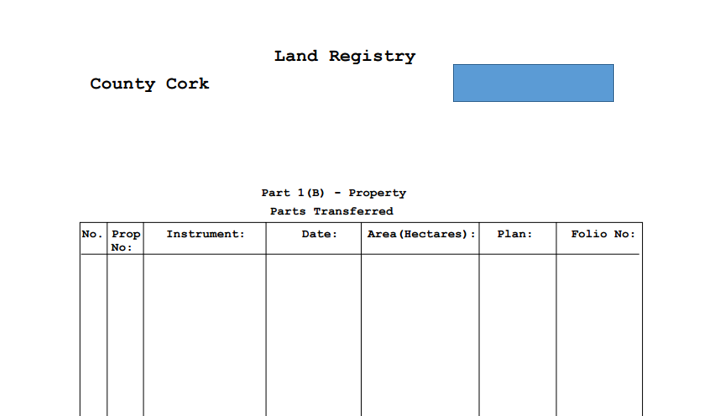 Land Registry
County Cork
Part 1(B) - Property
Parts Transferred
No. Prop No: Instrument: Date: Area(Hectares): Plan: Folio No: